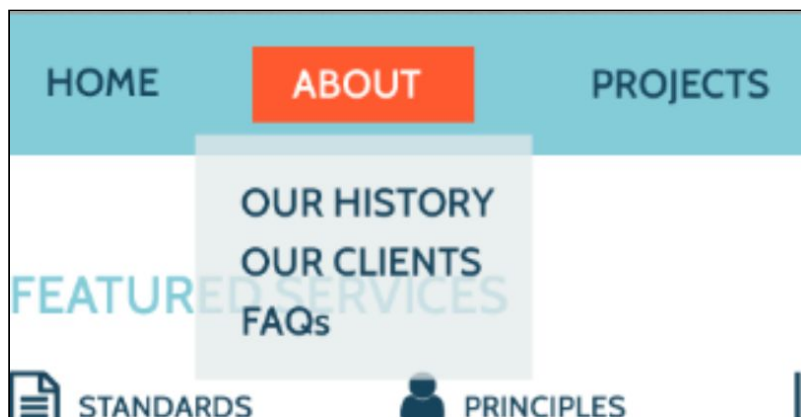 HOME ABOUT PROJECTS
OUR HISTORY
OUR CLIENTS
FEATURED SERVICES
FAQs
STANDARDS PRINCIPLES